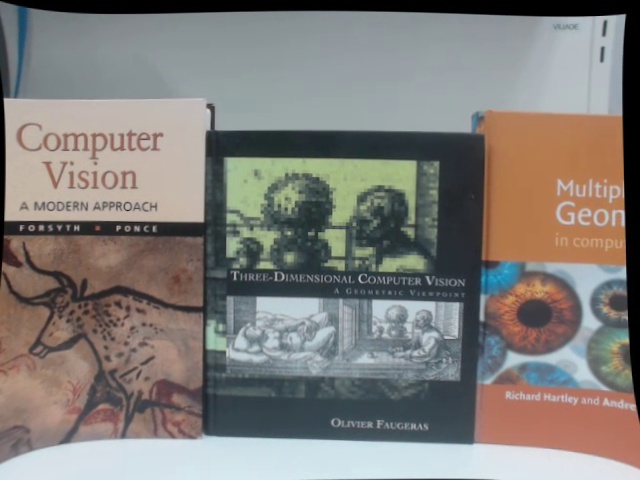 Computer
Vision
A MODERN APPROACH
FORSYTH PONCE
THREE-DIMENSIONAL COMPUTER VISION
A GEOMETRIC VIEWPOINT
OLIVIER FAUGERAS
Multipl
Geom
in compu
Richard Hartley and Andre